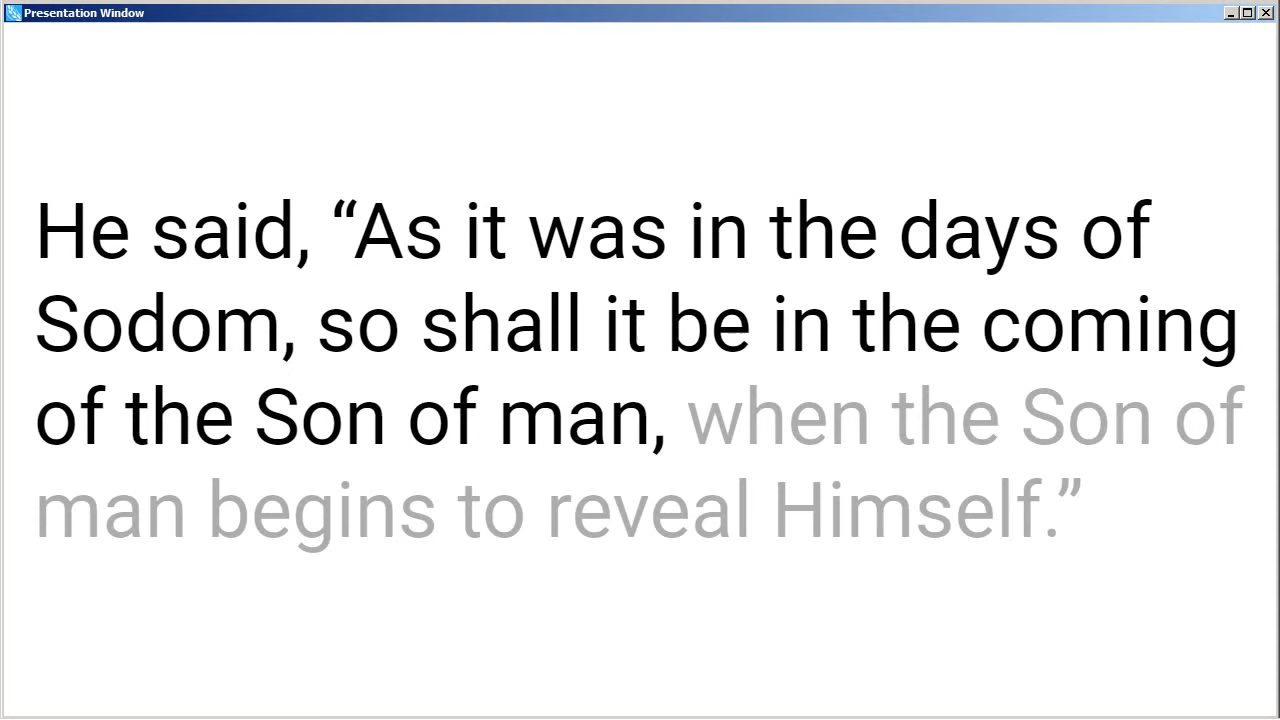 Presentation Window
He said, “As it was in the days of
Sodom, so shall it be in the coming
of the Son of man, when the Son of
man begins to reveal Himself.”